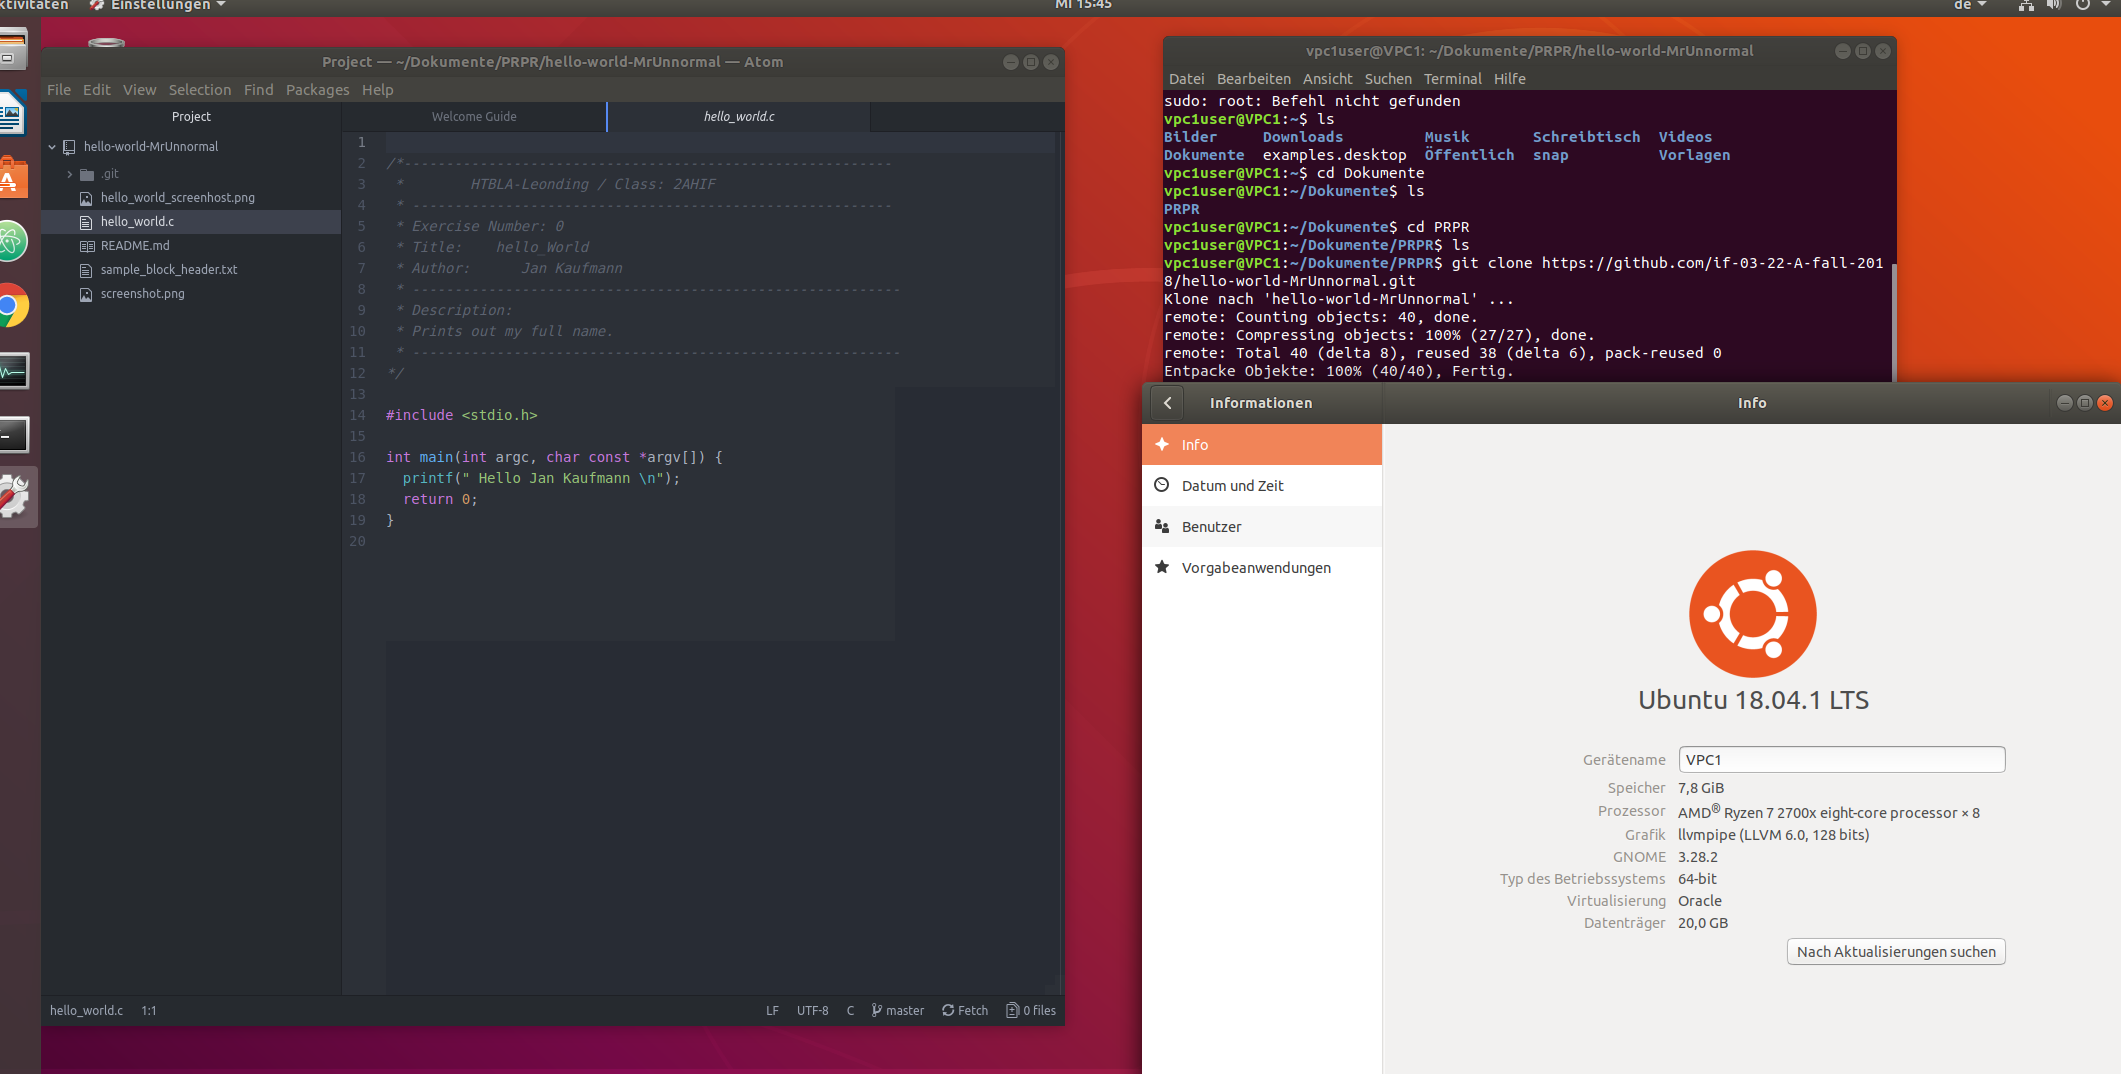 ktivitäten Einstellungen Mi 15:45 de
Project — ~/Dokumente/PRPR/hello-world-MrUnnormal — Atom
File Edit View Selection Find Packages Help
Project
hello-world-MrUnnormal
.git
hello_world_screenhost.png
hello_world.c
README.md
sample_block_header.txt
screenshot.png
Welcome Guide hello_world.c
1
2 /*---------------------------------------------------------
3 * HTBLA-Leonding / Class: 2AHIF
4 * ---------------------------------------------------------
5 * Exercise Number: 0
6 * Title: hello_World
7 * Author: Jan Kaufmann
8 * ----------------------------------------------------------
9 * Description:
10 * Prints out my full name.
11 * ----------------------------------------------------------
12 */
13
14 #include <stdio.h>
15
16 int main(int argc, char const *argv[]) {
17 printf(" Hello Jan Kaufmann \n");
18 return 0;
19 }
20
hello_world.c 1:1 LF UTF-8 C master Fetch 0 files
vpc1user@VPC1: ~/Dokumente/PRPR/hello-world-MrUnnormal
Datei Bearbeiten Ansicht Suchen Terminal Hilfe
sudo: root: Befehl nicht gefunden
vpc1user@VPC1:~$ ls
Bilder Downloads Musik Schreibtisch Videos
Dokumente examples.desktop Öffentlich snap Vorlagen
vpc1user@VPC1:~$ cd Dokumente
vpc1user@VPC1:~/Dokumente$ ls
PRPR
vpc1user@VPC1:~/Dokumente$ cd PRPR
vpc1user@VPC1:~/Dokumente/PRPR$ ls
vpc1user@VPC1:~/Dokumente/PRPR$ git clone https://github.com/if-03-22-A-fall-201
8/hello-world-MrUnnormal.git
Klone nach 'hello-world-MrUnnormal' ...
remote: Counting objects: 40, done.
remote: Compressing objects: 100% (27/27), done.
remote: Total 40 (delta 8), reused 38 (delta 6), pack-reused 0
Entpacke Objekte: 100% (40/40), Fertig.
Informationen Info
Info
Datum und Zeit
Benutzer
Vorgabeanwendungen
Ubuntu 18.04.1 LTS
Gerätename VPC1
Speicher 7,8 GiB
Prozessor AMD® Ryzen 7 2700x eight-core processor × 8
Grafik llvmpipe (LLVM 6.0, 128 bits)
GNOME 3.28.2
Typ des Betriebssystems 64-bit
Virtualisierung Oracle
Datenträger 20,0 GB
Nach Aktualisierungen suchen